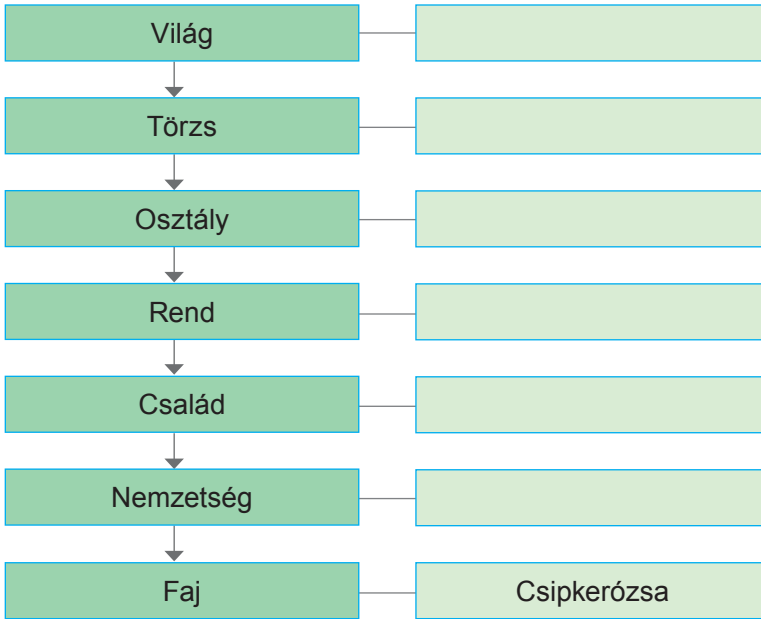 Világ
Törzs
Osztály
Rend
Család
Nemzetség
Faj
Csipkerózsa